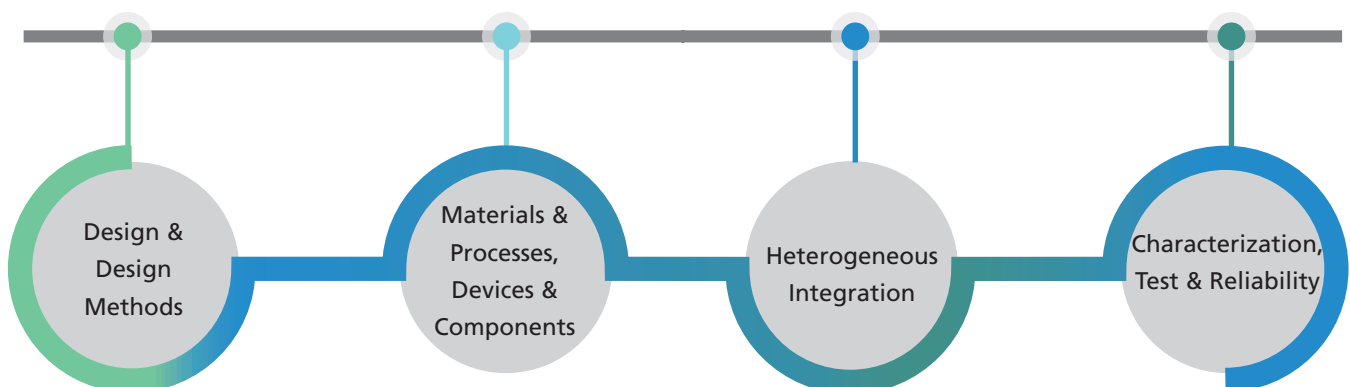 Design &
Design
Methods
Materials &
Processes,
Devices &
Components
Heterogeneous
Integration
Characterization,
Test & Reliability